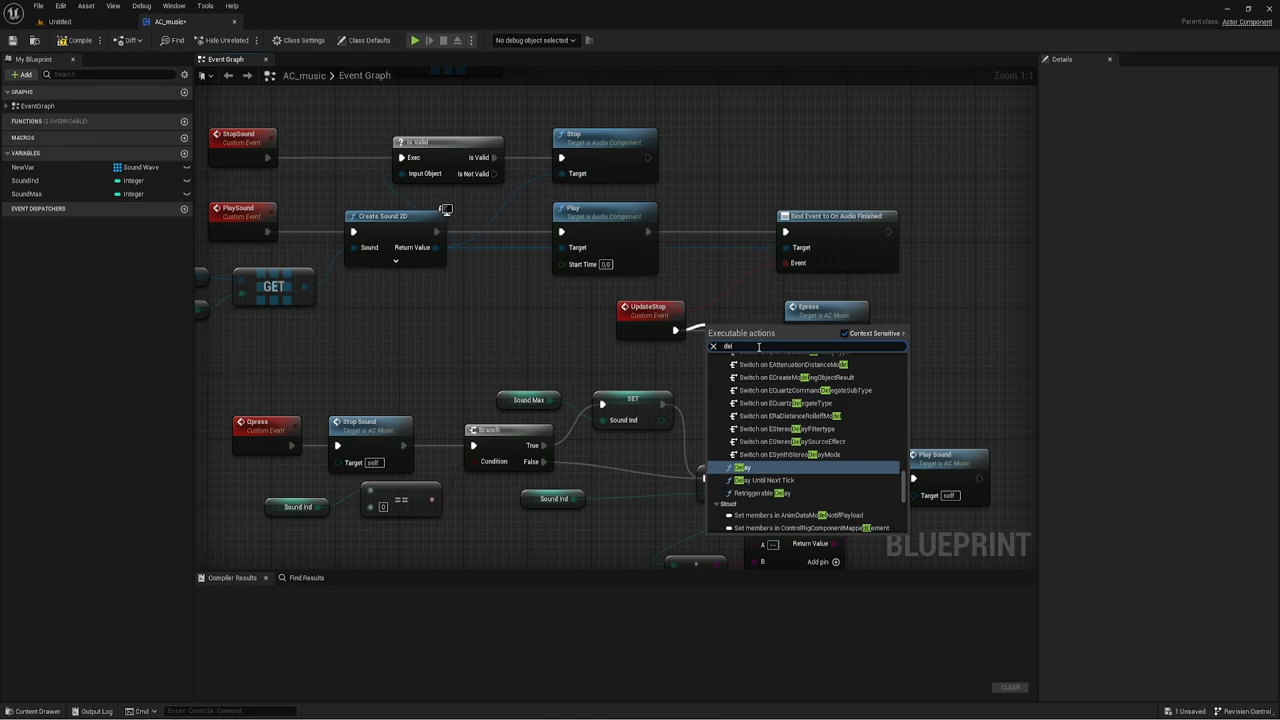 File Edit Asset View Debug Window Tools Help
Untitled
AC_music•
Parent class: Actor Component
Compile
Diff
Find
Hide Unrelated
Class Settings
Class Defaults
No debug object selected
My Blueprint
Event Graph
Details
Add
Search
AC_music > Event Graph
Zoom 1:1
GRAPHS
EventGraph
FUNCTIONS (2 OVERRIDABLE)
MACROS
VARIABLES
NewVar Sound Wave
SoundInd Integer
SoundMax Integer
EVENT DISPATCHERS
StopSound
Custom Event
Is Valid
Exec Is Valid
Input Object Is Not Valid
Stop
Target is Audio Component
Target
PlaySound
Custom Event
Create Sound 2D
Sound Return Value
Play
Target is Audio Component
Target
Start Time 0,0
Bind Event to On Audio Finished
Target
Event
GET
UpdateStop
Custom Event
Epress
Target is AC Music
Executable actions
Context Sensitive
del
Switch on EAttenuationDistanceModel
Switch on ECreateModelingObjectResult
Switch on EQuartzCommandDelegateSubType
Switch on EQuartzDelegateType
Switch on ERaDistanceRolloffModel
Switch on EStereoDelayFiltertype
Switch on EStereoDelaySourceEffect
Switch on ESynthStereoDelayMode
Delay
Delay Until Next Tick
Retriggerable Delay
Struct
Set members in AnimDataModelNotifPayload
Set members in ControlRigComponentMappedElement
Sound Max
SET
Sound Ind
Qpress
Custom Event
Stop Sound
Target is AC Music
Target self
Branch
True
Condition False
Sound Ind
0
==
Sound Ind
Play Sound
Target is AC Music
Target self
A -- Return Value
B Add pin
BLUEPRINT
Compiler Results
Find Results
CLEAR
Content Drawer
Output Log
Cmd
Enter Console Command
1 Unsaved
Revision Control